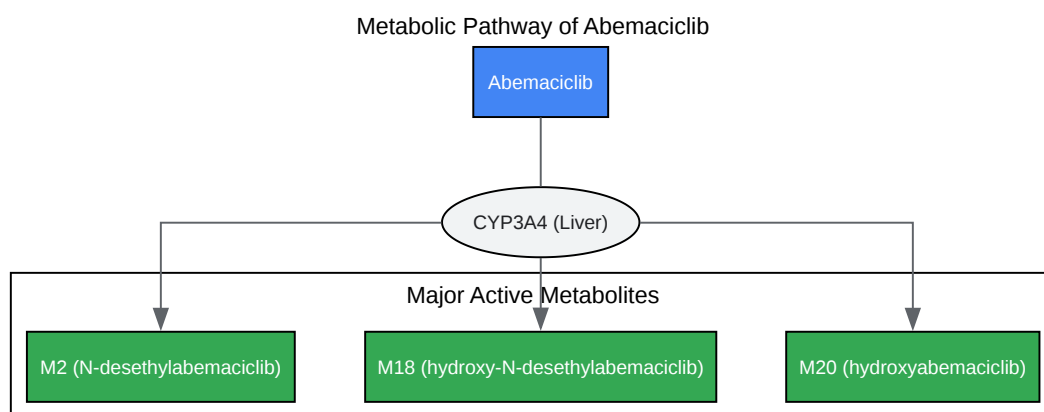 Metabolic Pathway of Abemaciclib
Abemaciclib
CYP3A4 (Liver)
Major Active Metabolites
M2 (N-desethylabemaciclib)
M18 (hydroxy-N-desethylabemaciclib)
M20 (hydroxyabemaciclib)